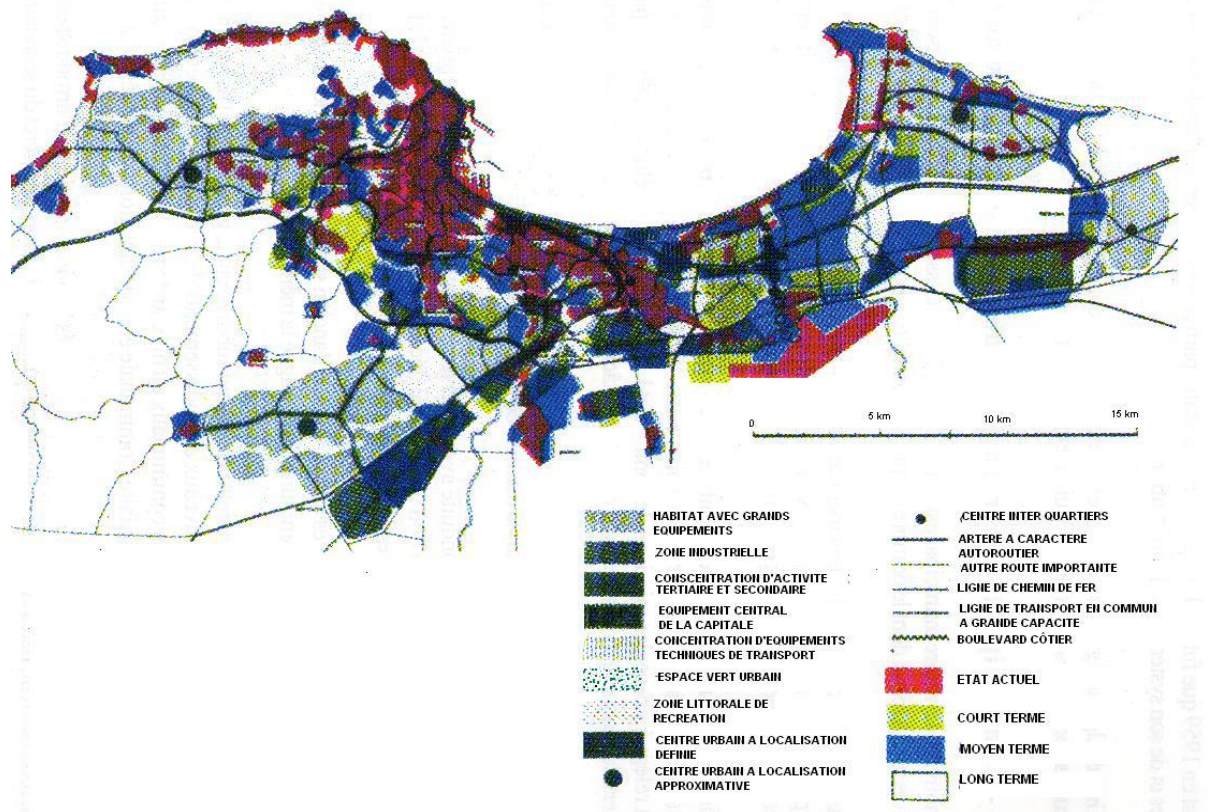 0
5 km
10 km
15 km
HABITAT AVEC GRANDS
EQUIPEMENTS
ZONE INDUSTRIELLE
CONSCENTRATION D'ACTIVITE
TERTIAIRE ET SECONDAIRE
EQUIPEMENT CENTRAL
DE LA CAPITALE
CONCENTRATION D'EQUIPEMENTS
TECHNIQUES DE TRANSPORT
ESPACE VERT URBAIN
ZONE LITTORALE DE
RECREATION
CENTRE URBAIN A LOCALISATION
DEFINIE
CENTRE URBAIN A LOCALISATION
APPROXIMATIVE
CENTRE INTER QUARTIERS
ARTERE A CARACTERE
AUTOROUTIER
AUTRE ROUTE IMPORTANTE
LIGNE DE CHEMIN DE FER
LIGNE DE TRANSPORT EN COMMUN
A GRANDE CAPACITE
BOULEVARD CÔTIER
ETAT ACTUEL
COURT TERME
MOYEN TERME
LONG TERME